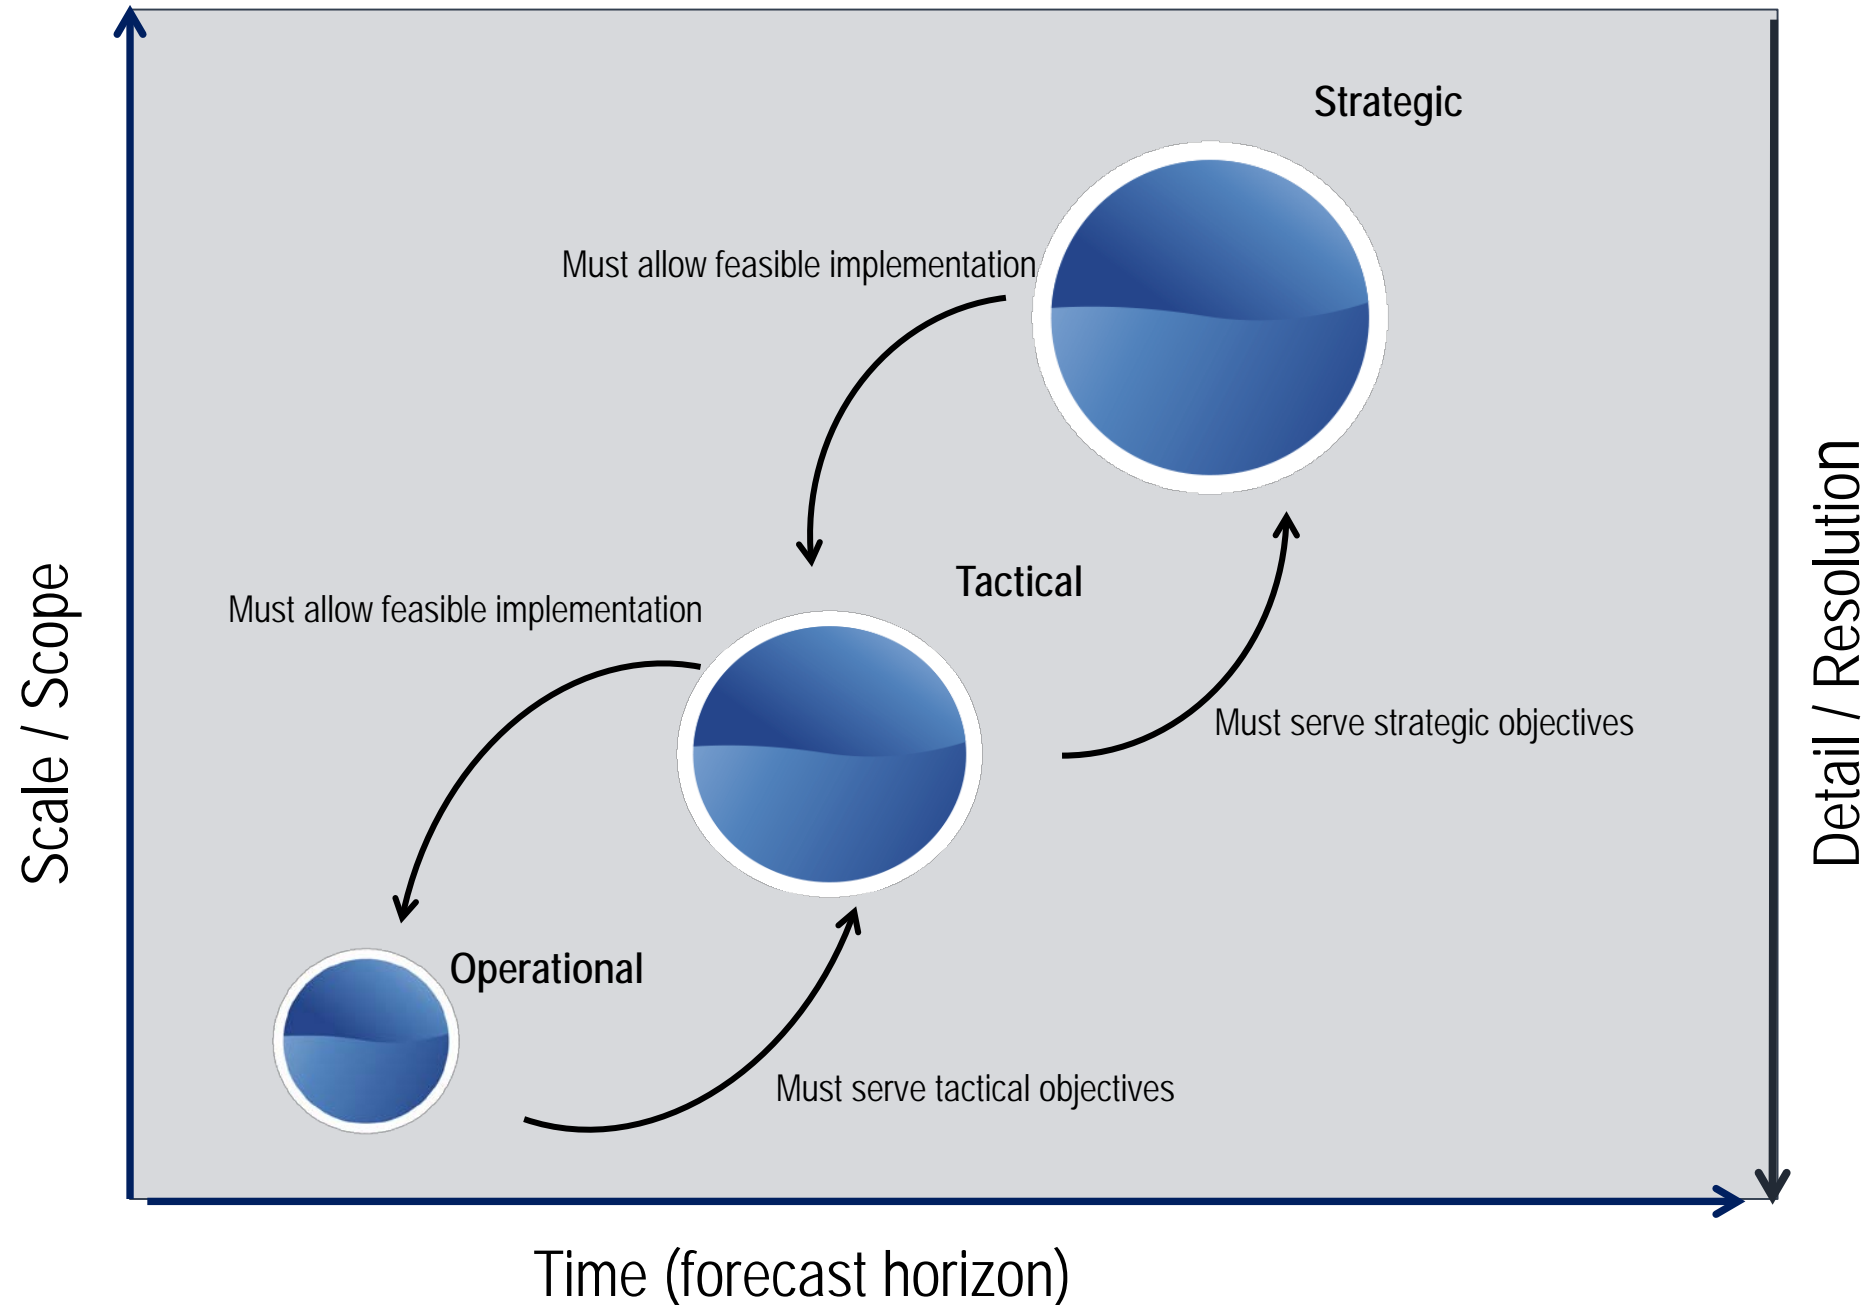 Strategic
Must allow feasible implementation
Tactical
Must allow feasible implementation
Must serve strategic objectives
Operational
Must serve tactical objectives
Scale / Scope
Detail / Resolution
Time (forecast horizon)